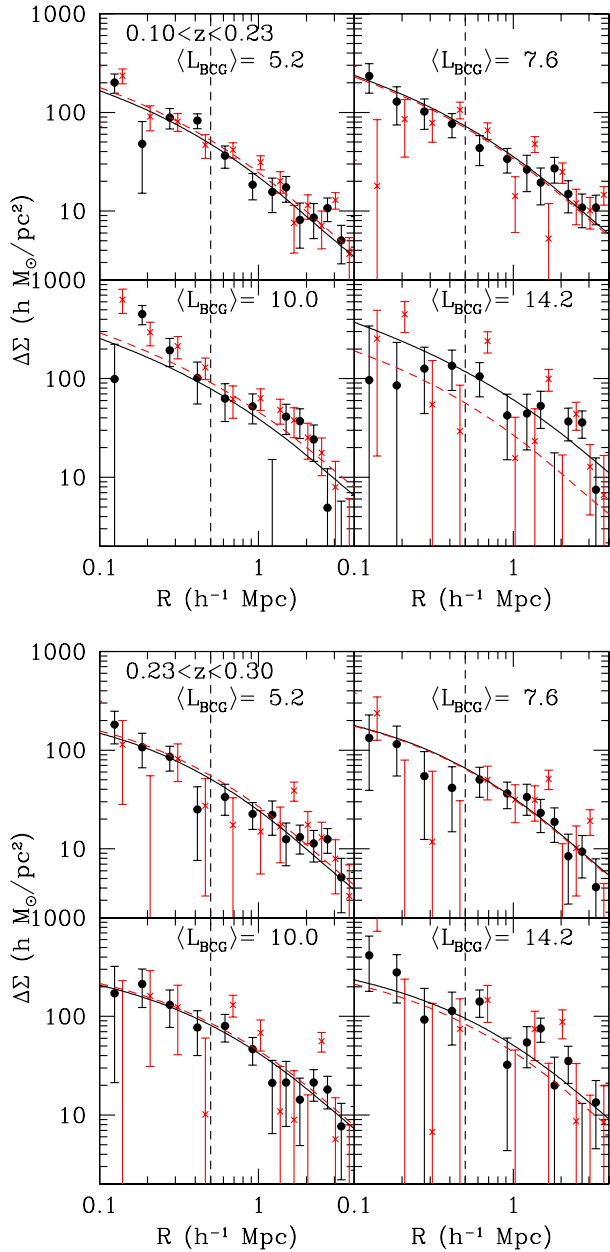 0.10<z<0.23
⟨L_BCG⟩= 5.2
⟨L_BCG⟩= 7.6
1000
100
10
ΔΣ (h M⊙/pc²)
⟨L_BCG⟩= 10.0
⟨L_BCG⟩= 14.2
1000
100
10
0.1 1 0.1 1
R (h⁻¹ Mpc) R (h⁻¹ Mpc)
0.23<z<0.30
⟨L_BCG⟩= 5.2
⟨L_BCG⟩= 7.6
1000
100
10
ΔΣ (h M⊙/pc²)
⟨L_BCG⟩= 10.0
⟨L_BCG⟩= 14.2
1000
100
10
0.1 1 0.1 1
R (h⁻¹ Mpc) R (h⁻¹ Mpc)